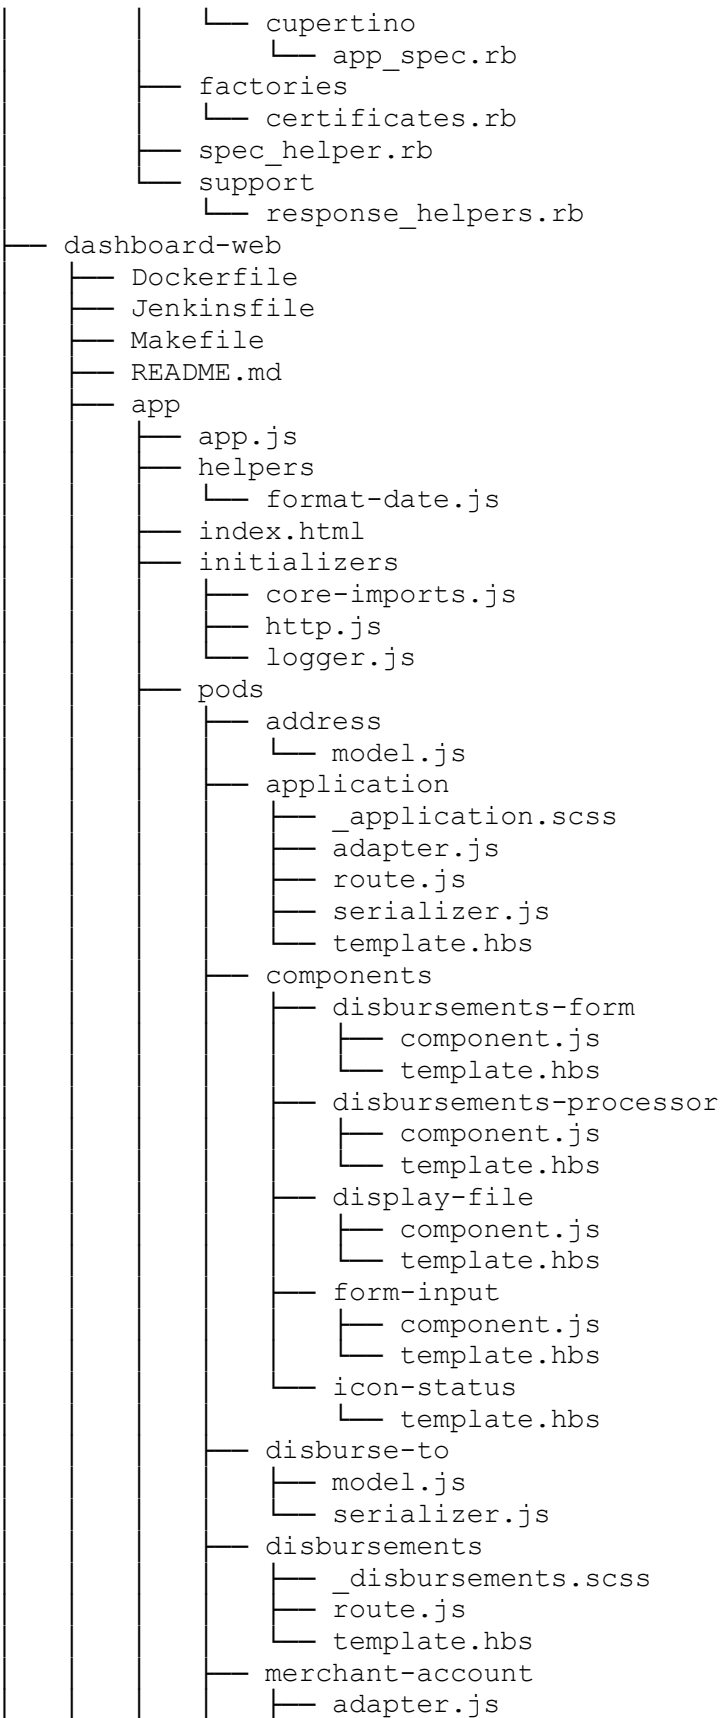 │       │   └── cupertino
│       │       └── app_spec.rb
│       ├── factories
│       │   └── certificates.rb
│       ├── spec_helper.rb
│       └── support
│           └── response_helpers.rb
├── dashboard-web
│   ├── Dockerfile
│   ├── Jenkinsfile
│   ├── Makefile
│   ├── README.md
│   ├── app
│   │   ├── app.js
│   │   ├── helpers
│   │   │   └── format-date.js
│   │   ├── index.html
│   │   ├── initializers
│   │   │   ├── core-imports.js
│   │   │   ├── http.js
│   │   │   └── logger.js
│   │   ├── pods
│   │   │   ├── address
│   │   │   │   └── model.js
│   │   │   ├── application
│   │   │   │   ├── _application.scss
│   │   │   │   ├── adapter.js
│   │   │   │   ├── route.js
│   │   │   │   ├── serializer.js
│   │   │   │   └── template.hbs
│   │   │   ├── components
│   │   │   │   ├── disbursements-form
│   │   │   │   │   ├── component.js
│   │   │   │   │   └── template.hbs
│   │   │   │   ├── disbursements-processor
│   │   │   │   │   ├── component.js
│   │   │   │   │   └── template.hbs
│   │   │   │   ├── display-file
│   │   │   │   │   ├── component.js
│   │   │   │   │   └── template.hbs
│   │   │   │   ├── form-input
│   │   │   │   │   ├── component.js
│   │   │   │   │   └── template.hbs
│   │   │   │   └── icon-status
│   │   │   │       └── template.hbs
│   │   │   ├── disburse-to
│   │   │   │   ├── model.js
│   │   │   │   └── serializer.js
│   │   │   ├── disbursements
│   │   │   │   ├── _disbursements.scss
│   │   │   │   ├── route.js
│   │   │   │   └── template.hbs
│   │   │   ├── merchant-account
│   │   │   │   ├── adapter.js